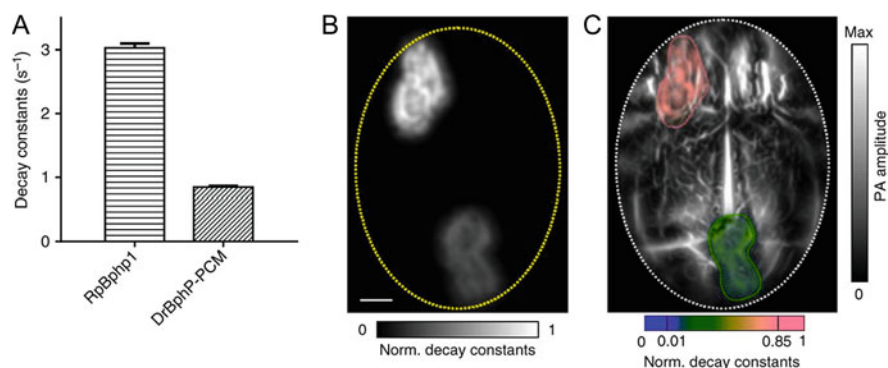 A
Decay constants (s⁻¹)
3
2
1
0
RpBphp1
DrBphP-PCM
B
0 1
Norm. decay constants
C
0 0.01 0.85 1
Norm. decay constants
Max
PA amplitude
0